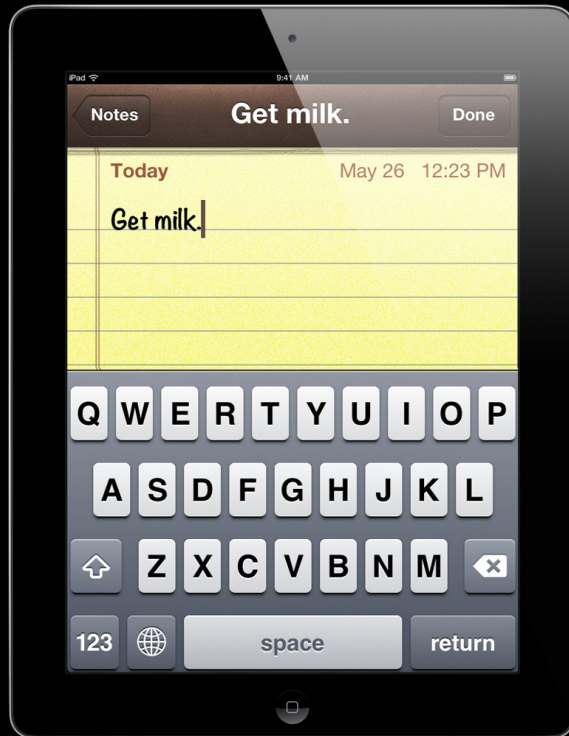 iPad 9:41 AM
Notes Get milk. Done
Today May 26 12:23 PM
Get milk.
Q W E R T Y U I O P
A S D F G H J K L
Z X C V B N M
123 space return